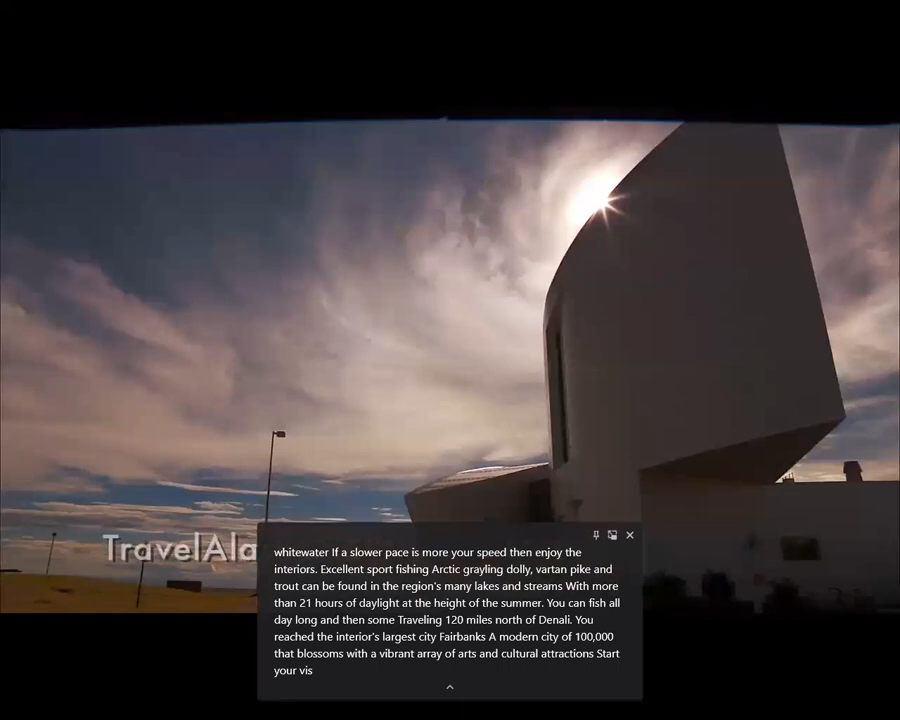 TravelAla
whitewater If a slower pace is more your speed then enjoy the
interiors. Excellent sport fishing Arctic grayling dolly, vartan pike and
trout can be found in the region's many lakes and streams With more
than 21 hours of daylight at the height of the summer. You can fish all
day long and then some Traveling 120 miles north of Denali. You
reached the interior's largest city Fairbanks A modern city of 100,000
that blossoms with a vibrant array of arts and cultural attractions Start
your vis